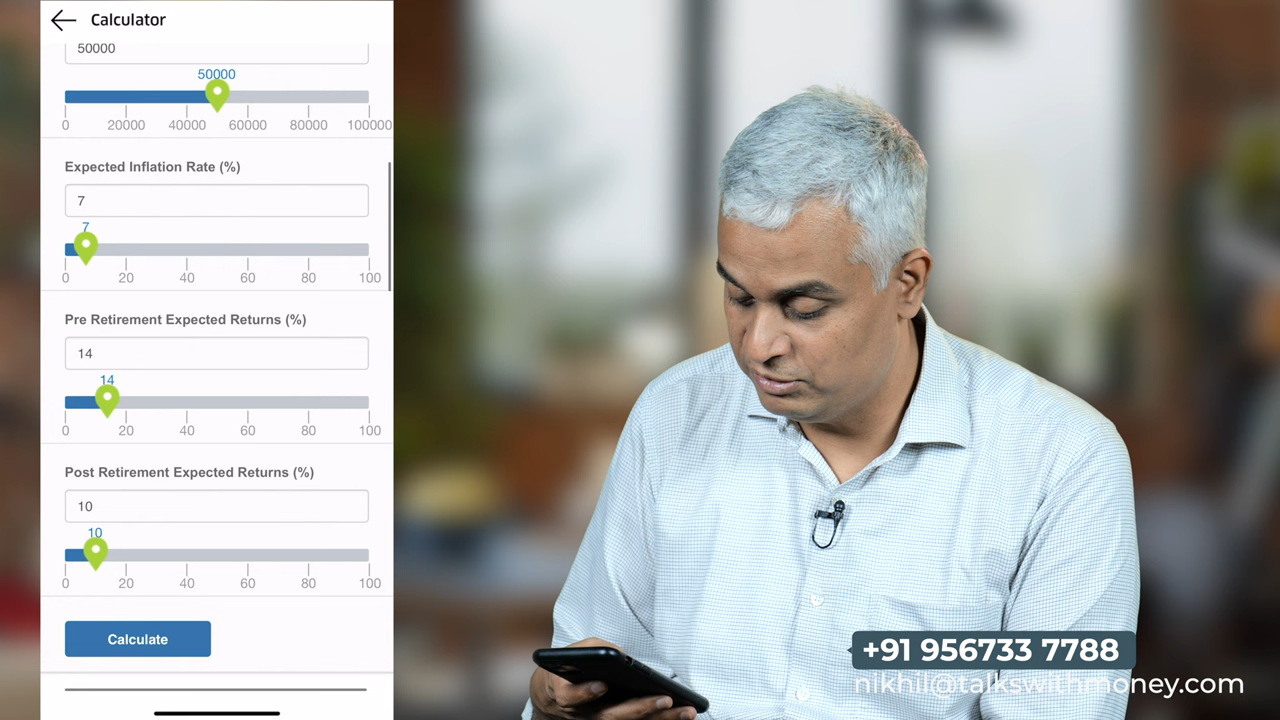 Calculator
50000
50000
0 20000 40000 60000 80000 100000
Expected Inflation Rate (%)
7
7
0 20 40 60 80 100
Pre Retirement Expected Returns (%)
14
14
0 20 40 60 80 100
Post Retirement Expected Returns (%)
10
10
0 20 40 60 80 100
Calculate
+91 956733 7788
nikhil@talkswithmoney.com